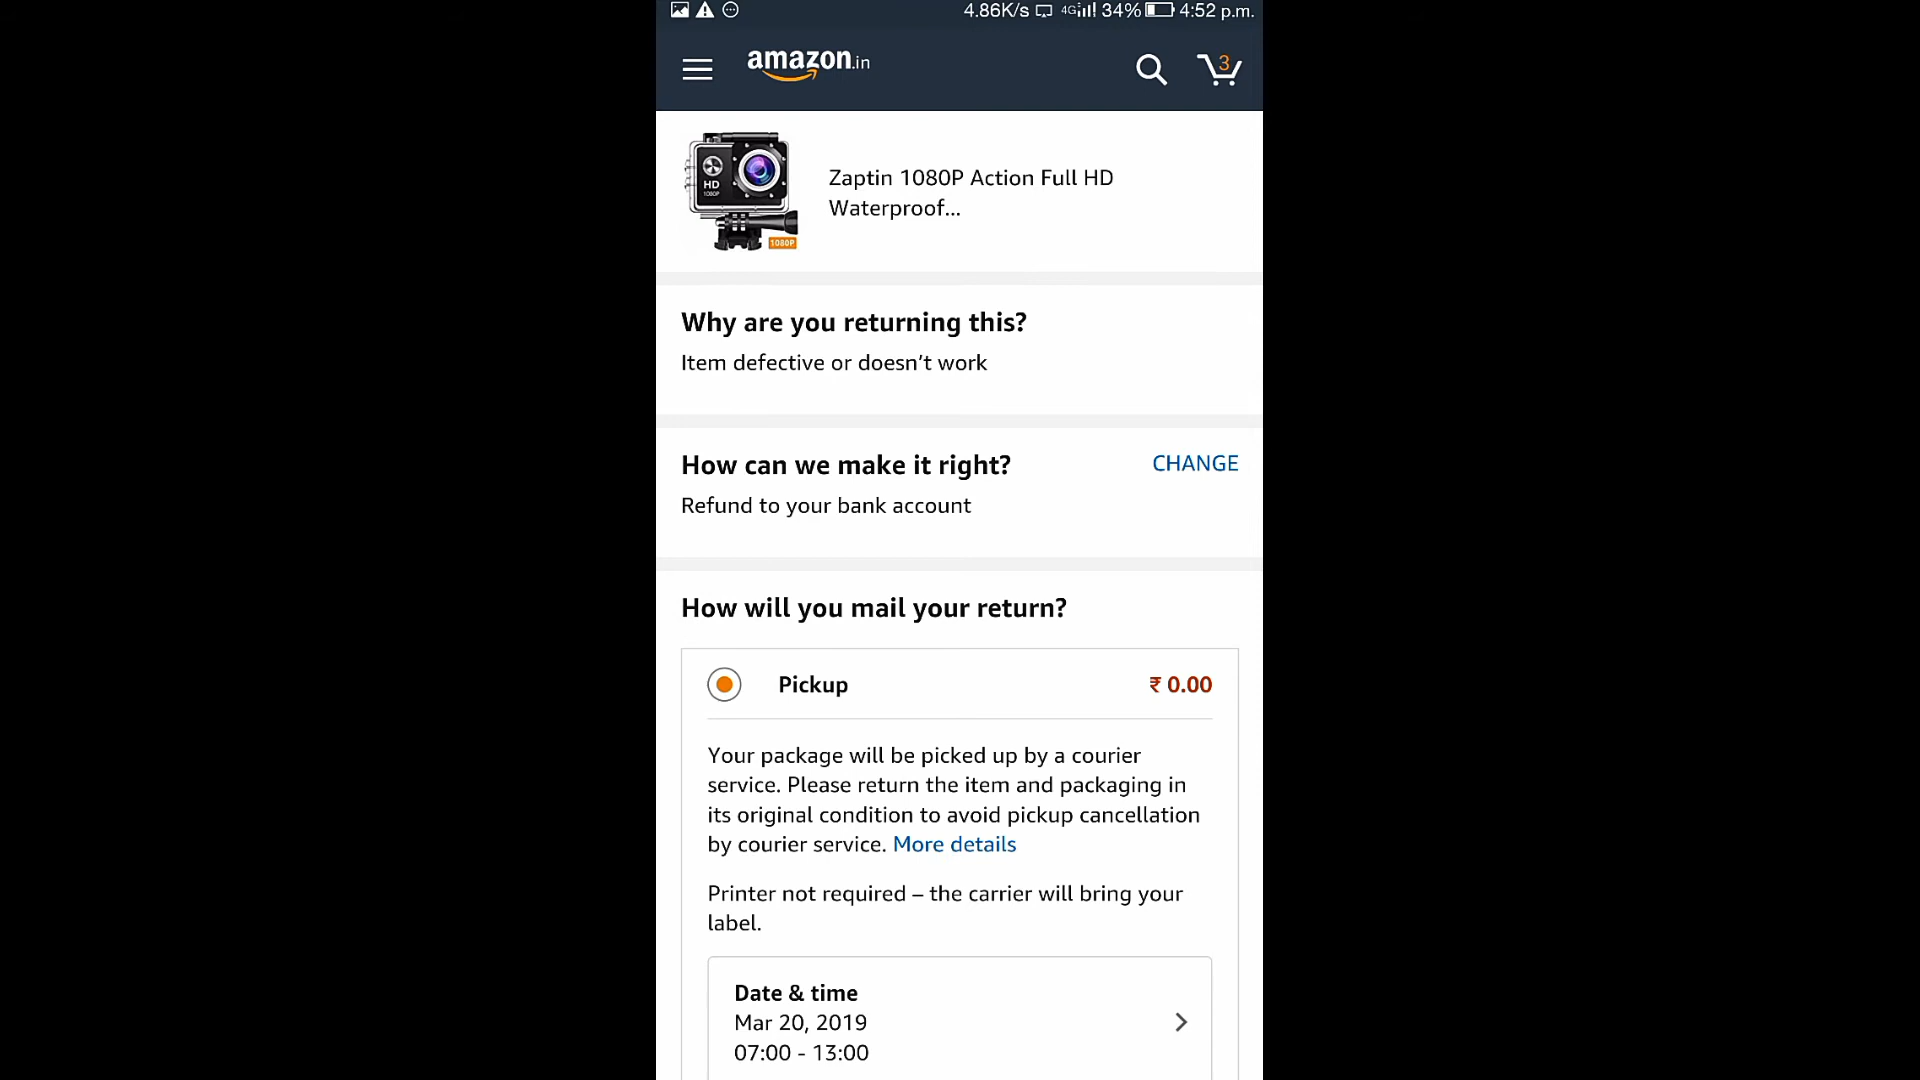 4.86K/s 4G 34% 4:52 p.m.
amazon.in
3
HD
1080P
1080P
Zaptin 1080P Action Full HD
Waterproof...
Why are you returning this?
Item defective or doesn't work
How can we make it right?
CHANGE
Refund to your bank account
How will you mail your return?
Pickup
₹ 0.00
Your package will be picked up by a courier
service. Please return the item and packaging in
its original condition to avoid pickup cancellation
by courier service. More details
Printer not required – the carrier will bring your
label.
Date & time
Mar 20, 2019
07:00 - 13:00